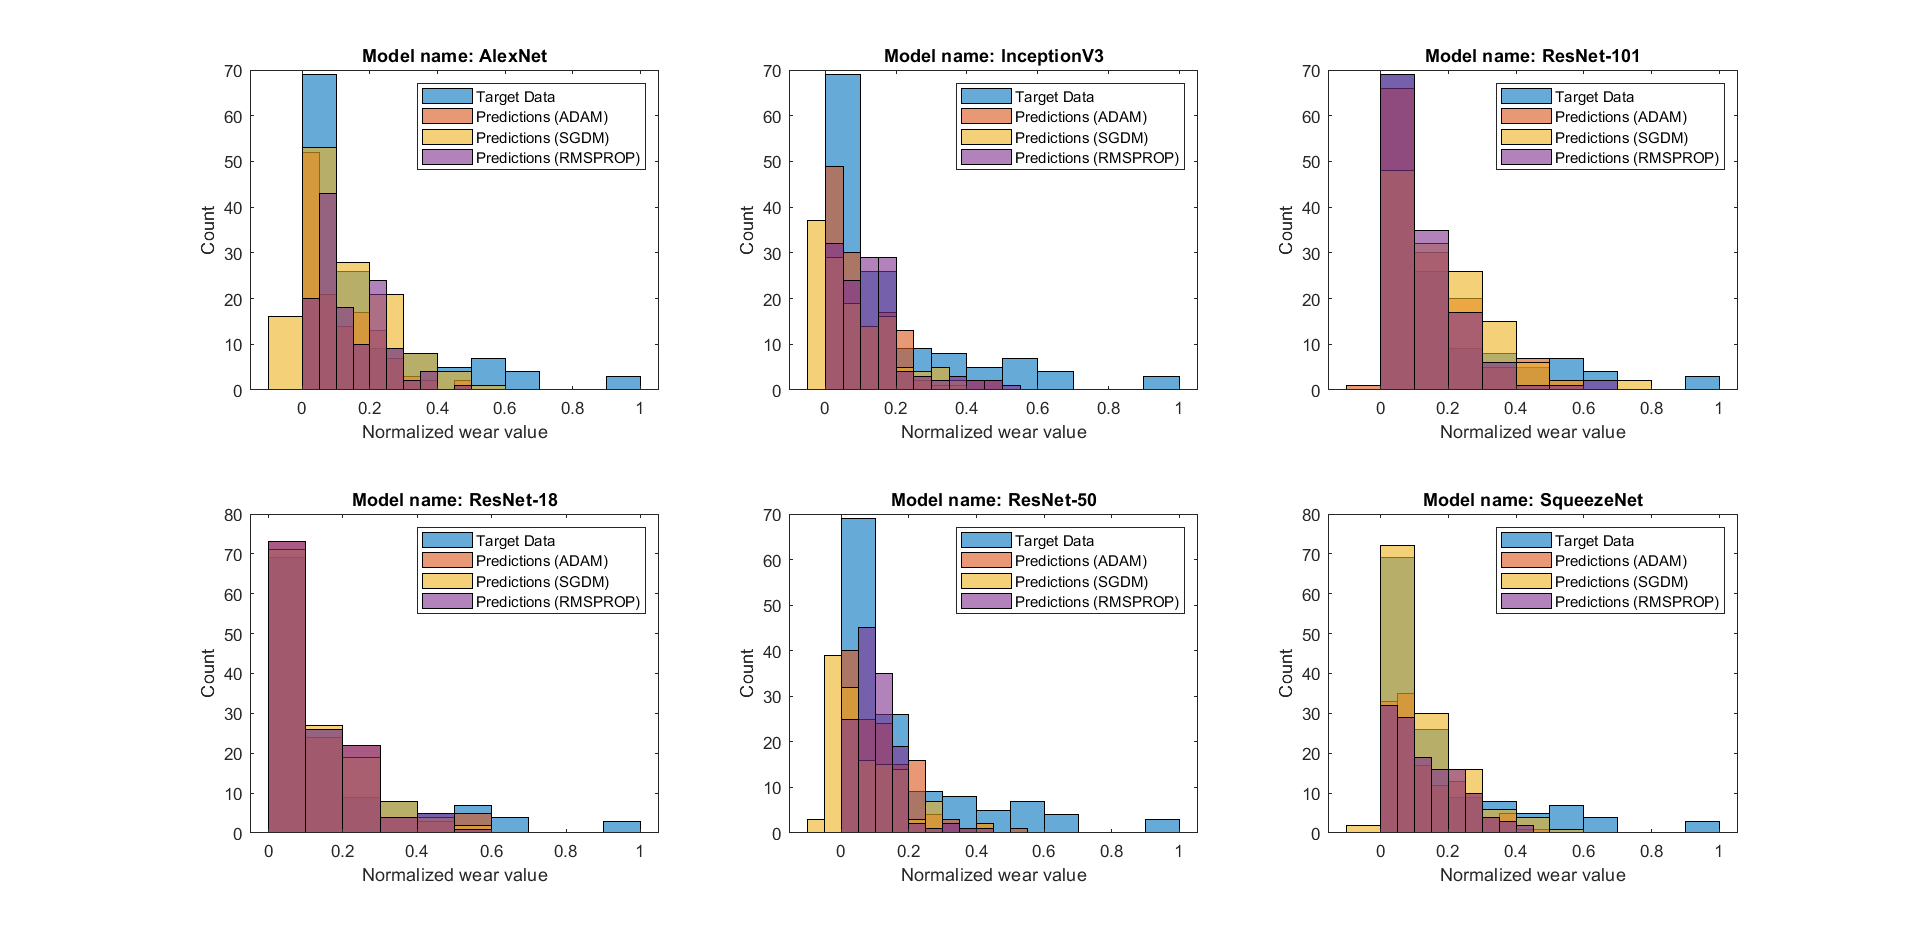 Model name: AlexNet
70
60
50
40
30
20
10
0
Count
0 0.2 0.4 0.6 0.8 1
Normalized wear value
Target Data
Predictions (ADAM)
Predictions (SGDM)
Predictions (RMSPROP)
Model name: InceptionV3
70
60
50
40
30
20
10
0
Count
0 0.2 0.4 0.6 0.8 1
Normalized wear value
Target Data
Predictions (ADAM)
Predictions (SGDM)
Predictions (RMSPROP)
Model name: ResNet-101
70
60
50
40
30
20
10
0
Count
0 0.2 0.4 0.6 0.8 1
Normalized wear value
Target Data
Predictions (ADAM)
Predictions (SGDM)
Predictions (RMSPROP)
Model name: ResNet-18
80
70
60
50
40
30
20
10
0
Count
0 0.2 0.4 0.6 0.8 1
Normalized wear value
Target Data
Predictions (ADAM)
Predictions (SGDM)
Predictions (RMSPROP)
Model name: ResNet-50
70
60
50
40
30
20
10
0
Count
0 0.2 0.4 0.6 0.8 1
Normalized wear value
Target Data
Predictions (ADAM)
Predictions (SGDM)
Predictions (RMSPROP)
Model name: SqueezeNet
80
70
60
50
40
30
20
10
0
Count
0 0.2 0.4 0.6 0.8 1
Normalized wear value
Target Data
Predictions (ADAM)
Predictions (SGDM)
Predictions (RMSPROP)